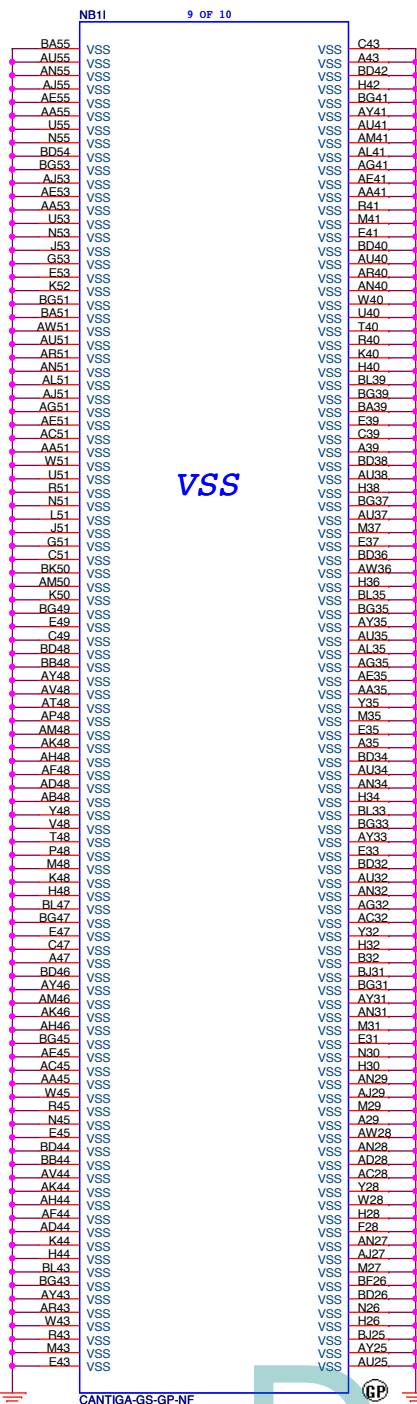 NB1I 9 OF 10
BA55 VSS VSS C43
AU55 VSS VSS A43
AN55 VSS VSS BD42
AJ55 VSS VSS H42
AE55 VSS VSS BG41
AA55 VSS VSS AY41
U55 VSS VSS AU41
N55 VSS VSS AM41
BD54 VSS VSS AL41
BG53 VSS VSS AG41
AJ53 VSS VSS AE41
AE53 VSS VSS AA41
AA53 VSS VSS R41
U53 VSS VSS M41
N53 VSS VSS E41
J53 VSS VSS BD40
G53 VSS VSS AU40
E53 VSS VSS AR40
K52 VSS VSS AN40
BG51 VSS VSS W40
BA51 VSS VSS U40
AW51 VSS VSS T40
AU51 VSS VSS R40
AR51 VSS VSS K40
AN51 VSS VSS H40
AL51 VSS VSS BL39
AJ51 VSS VSS BG39
AG51 VSS VSS BA39
AE51 VSS VSS E39
AC51 VSS VSS C39
AA51 VSS VSS A39
W51 VSS VSS BD38
U51 VSS VSS AU38
VSS
R51 VSS VSS H38
N51 VSS VSS BG37
L51 VSS VSS AU37
J51 VSS VSS M37
G51 VSS VSS E37
C51 VSS VSS BD36
BK50 VSS VSS AW36
AM50 VSS VSS H36
K50 VSS VSS BL35
BG49 VSS VSS BG35
E49 VSS VSS AY35
C49 VSS VSS AU35
BD48 VSS VSS AL35
BB48 VSS VSS AG35
AY48 VSS VSS AE35
AV48 VSS VSS AA35
AT48 VSS VSS Y35
AP48 VSS VSS M35
AM48 VSS VSS E35
AK48 VSS VSS A35
AH48 VSS VSS BD34
AF48 VSS VSS AU34
AD48 VSS VSS AN34
AB48 VSS VSS H34
Y48 VSS VSS BL33
V48 VSS VSS BG33
T48 VSS VSS AY33
P48 VSS VSS E33
M48 VSS VSS BD32
K48 VSS VSS AU32
H48 VSS VSS AN32
BL47 VSS VSS AG32
BG47 VSS VSS AC32
E47 VSS VSS Y32
C47 VSS VSS H32
A47 VSS VSS B32
BD46 VSS VSS BJ31
AY46 VSS VSS BG31
AM46 VSS VSS AY31
AK46 VSS VSS AN31
AH46 VSS VSS M31
BG45 VSS VSS E31
AE45 VSS VSS N30
AC45 VSS VSS H30
AA45 VSS VSS AN29
W45 VSS VSS AJ29
R45 VSS VSS M29
N45 VSS VSS A29
E45 VSS VSS AW28
BD44 VSS VSS AN28
BB44 VSS VSS AD28
AV44 VSS VSS AC28
AK44 VSS VSS Y28
AH44 VSS VSS W28
AF44 VSS VSS H28
AD44 VSS VSS F28
K44 VSS VSS AN27
H44 VSS VSS AJ27
BL43 VSS VSS M27
BG43 VSS VSS BF26
AY43 VSS VSS BD26
AR43 VSS VSS N26
W43 VSS VSS H26
R43 VSS VSS BJ25
M43 VSS VSS AY25
E43 VSS VSS AU25
GP
CANTIGA-GS-GP-NF